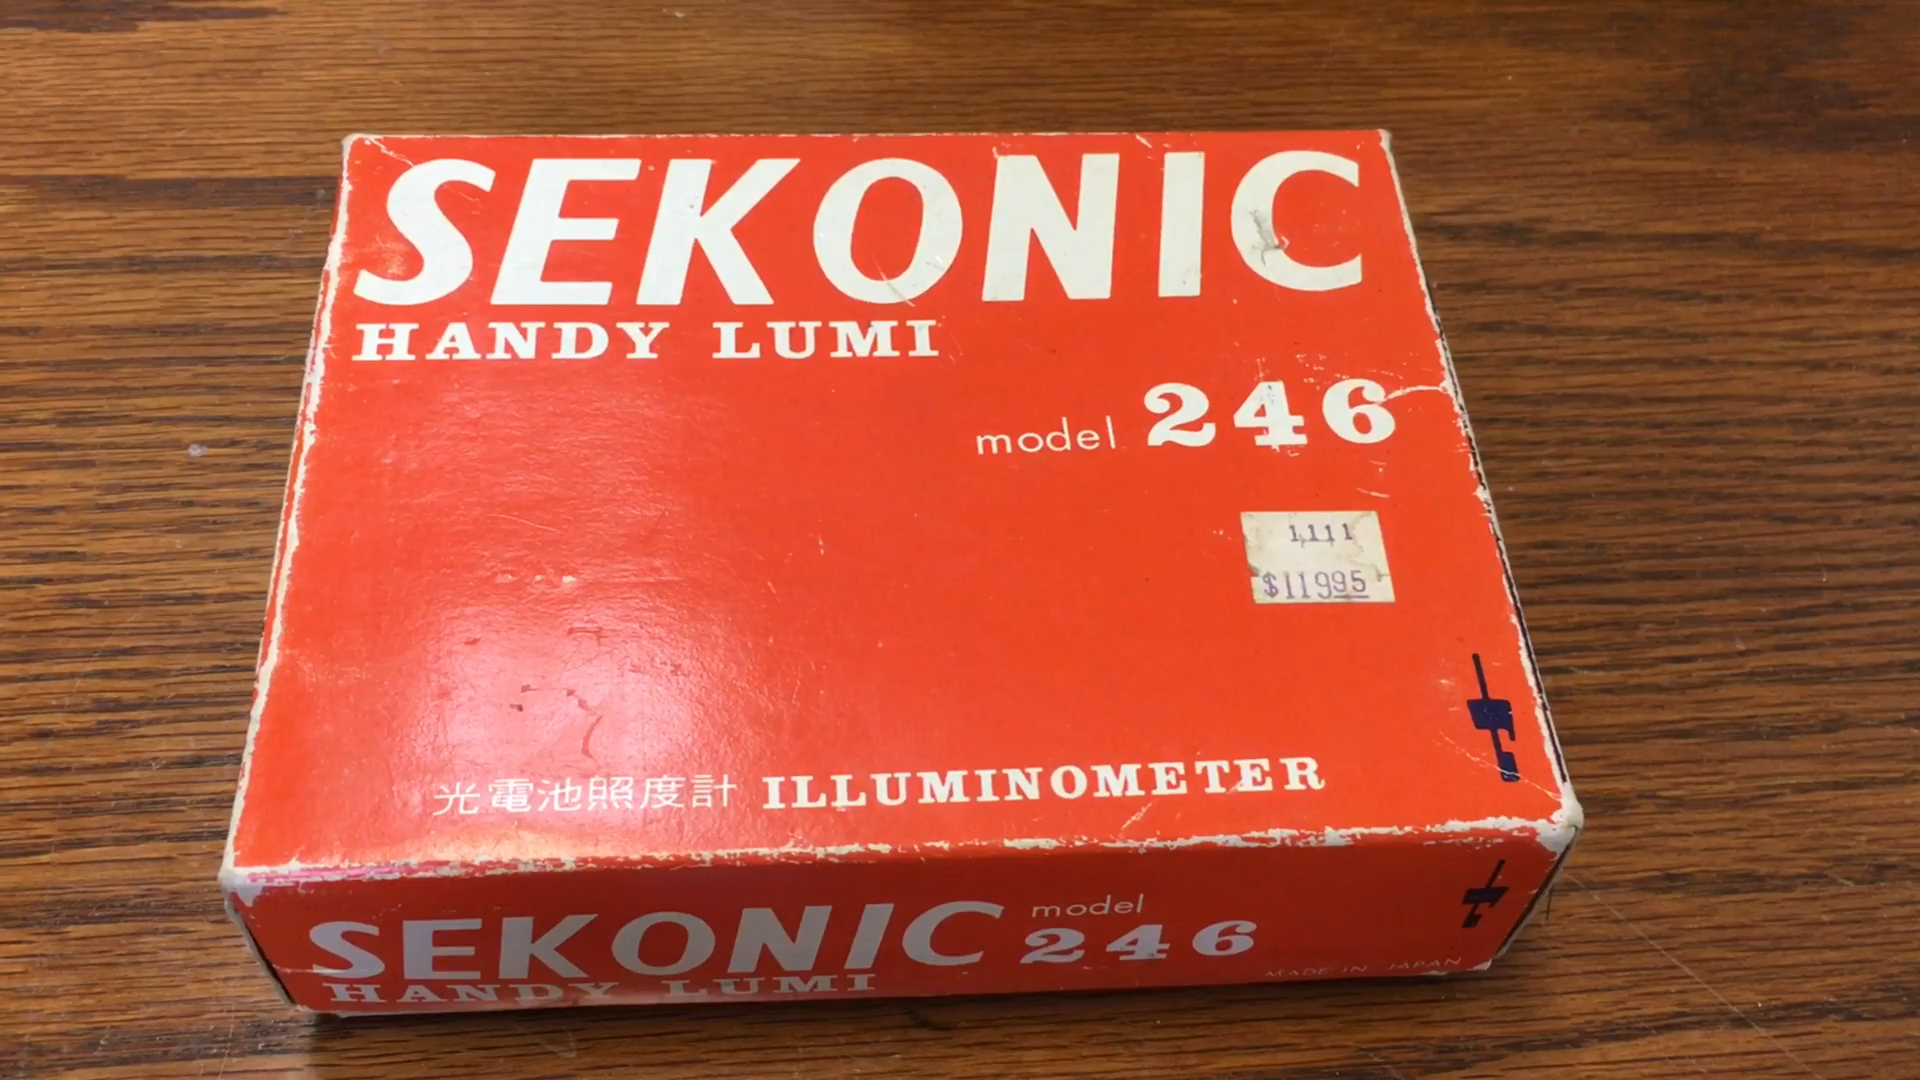 SEKONIC
HANDY LUMI
model 246
1111
$11995
光電池照度計 ILLUMINOMETER
SEKONIC model 246
HANDY LUMI
MADE IN JAPAN